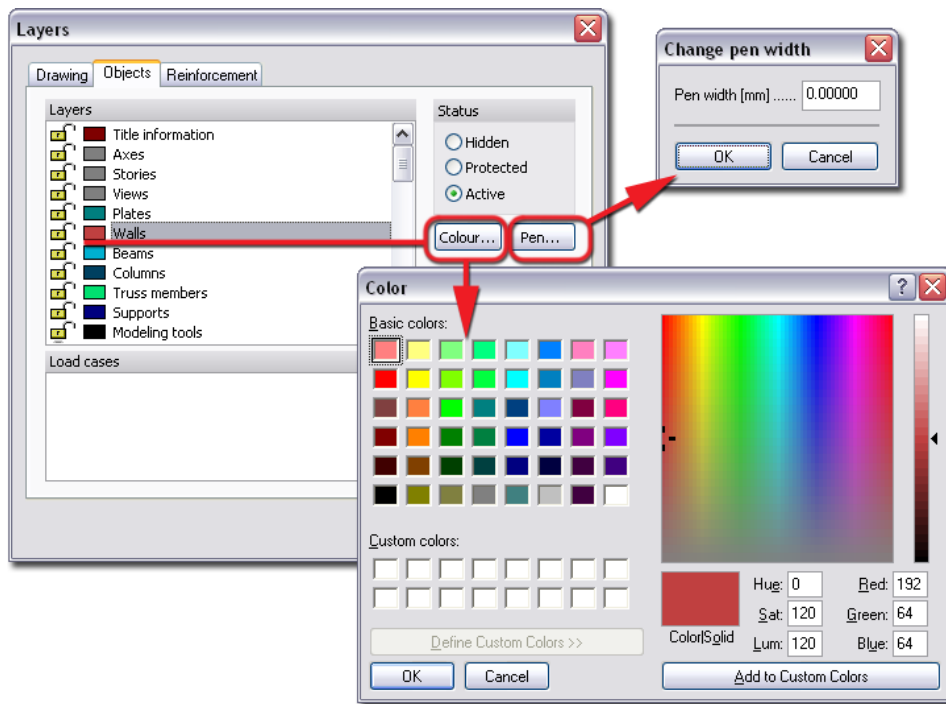 Layers
Drawing Objects Reinforcement
Layers
Title information
Axes
Stories
Views
Plates
Walls
Beams
Columns
Truss members
Supports
Modeling tools
Load cases
Status
Hidden
Protected
Active
Colour... Pen...
Change pen width
Pen width [mm] ...... 0.00000
OK Cancel
Color
?
Basic colors:
Custom colors:
Define Custom Colors >>
OK Cancel
Color|Solid
Hue: 0 Red: 192
Sat: 120 Green: 64
Lum: 120 Blue: 64
Add to Custom Colors